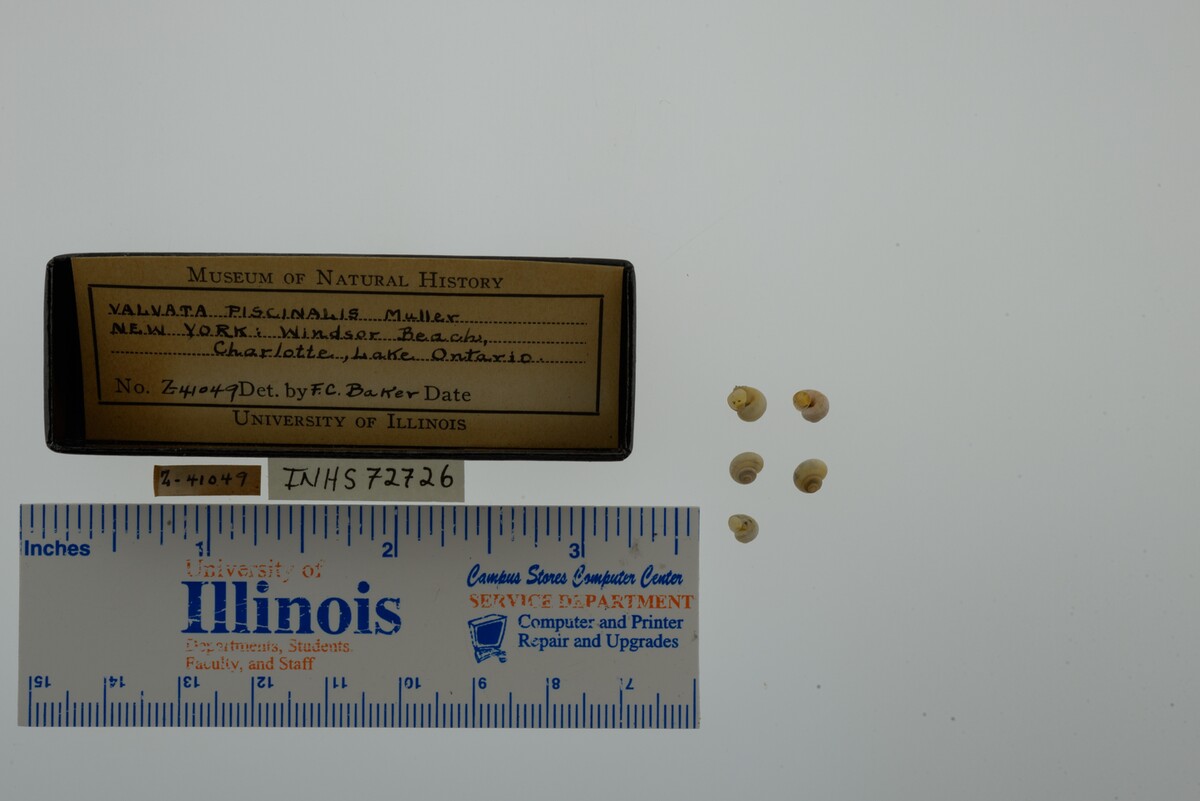 MUSEUM OF NATURAL HISTORY
VALVATA PISCINALIS Muller
NEW YORK: Windsor Beach,
Charlotte, Lake Ontario.
No. Z-41049 Det. by F.C. Baker Date
UNIVERSITY OF ILLINOIS
Z-41049
INHS 72726
Inches 1 2 3
University of
Illinois
Departments, Students,
Faculty, and Staff
Campus Stores Computer Center
SERVICE DEPARTMENT
Computer and Printer
Repair and Upgrades
15 14 13 12 11 10 9 8 7